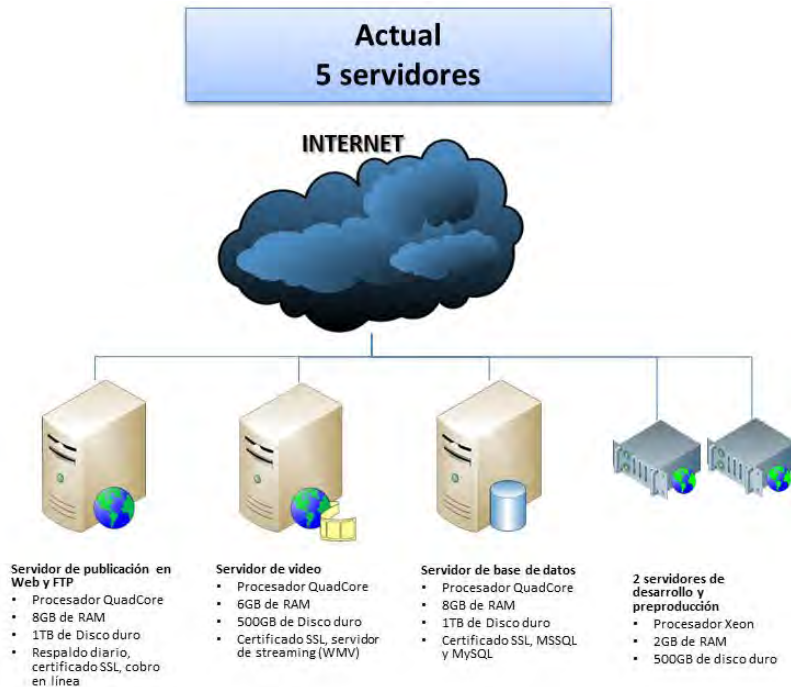 Actual
5 servidores
INTERNET
Servidor de publicación en
Web y FTP
▪ Procesador QuadCore
▪ 8GB de RAM
▪ 1TB de Disco duro
▪ Respaldo diario,
certificado SSL, cobro
en línea
Servidor de video
▪ Procesador QuadCore
▪ 6GB de RAM
▪ 500GB de Disco duro
▪ Certificado SSL, servidor
de streaming (WMV)
Servidor de base de datos
▪ Procesador QuadCore
▪ 8GB de RAM
▪ 1TB de Disco duro
▪ Certificado SSL, MSSQL
y MySQL
2 servidores de
desarrollo y
preproducción
▪ Procesador Xeon
▪ 2GB de RAM
▪ 500GB de disco duro